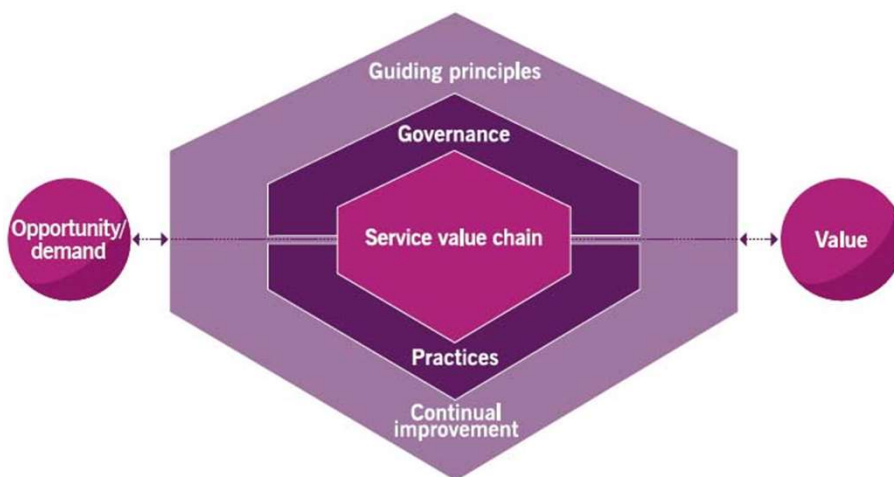 Guiding principles
Governance
Opportunity/
demand
Service value chain
Value
Practices
Continual
improvement